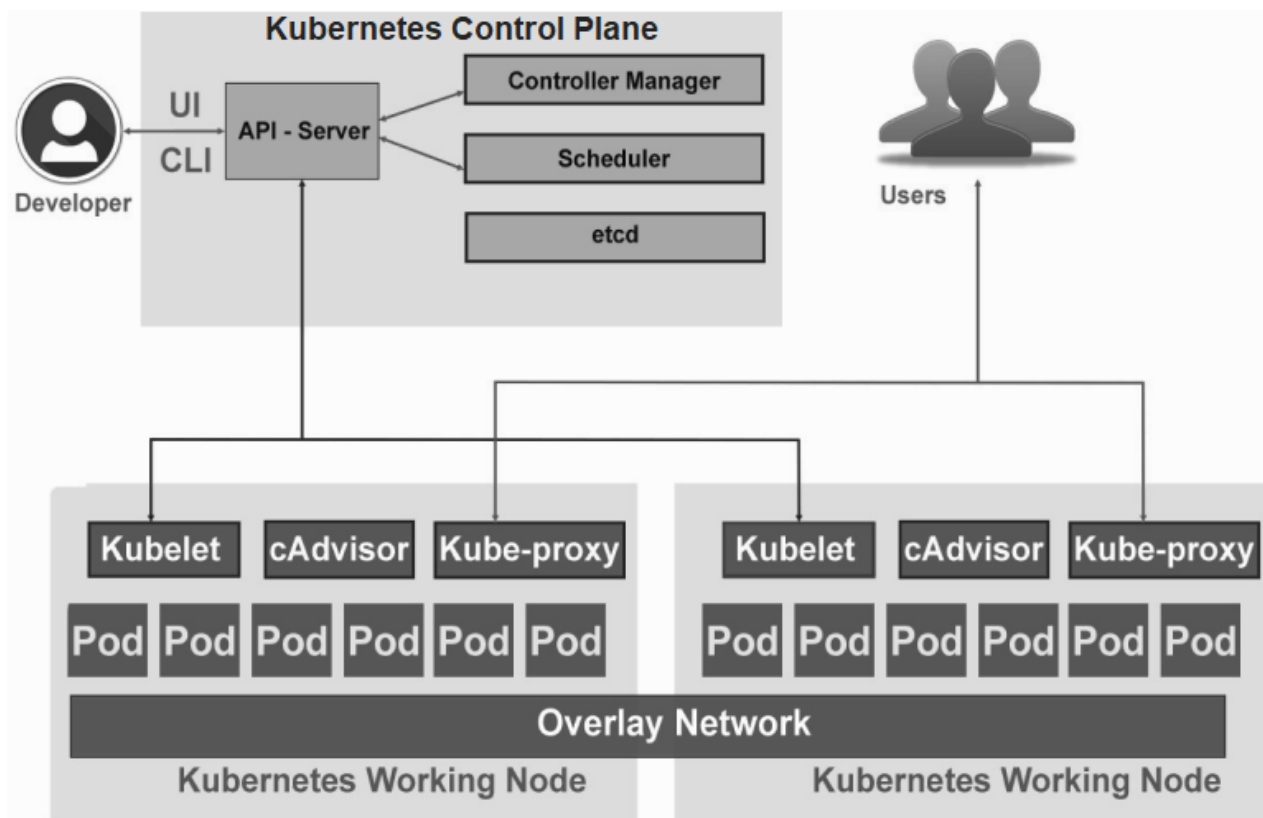 Kubernetes Control Plane
UI
CLI
Developer
API - Server
Controller Manager
Scheduler
etcd
Users
Kubelet
cAdvisor
Kube-proxy
Pod Pod Pod Pod Pod Pod
Kubelet
cAdvisor
Kube-proxy
Pod Pod Pod Pod Pod Pod
Overlay Network
Kubernetes Working Node
Kubernetes Working Node